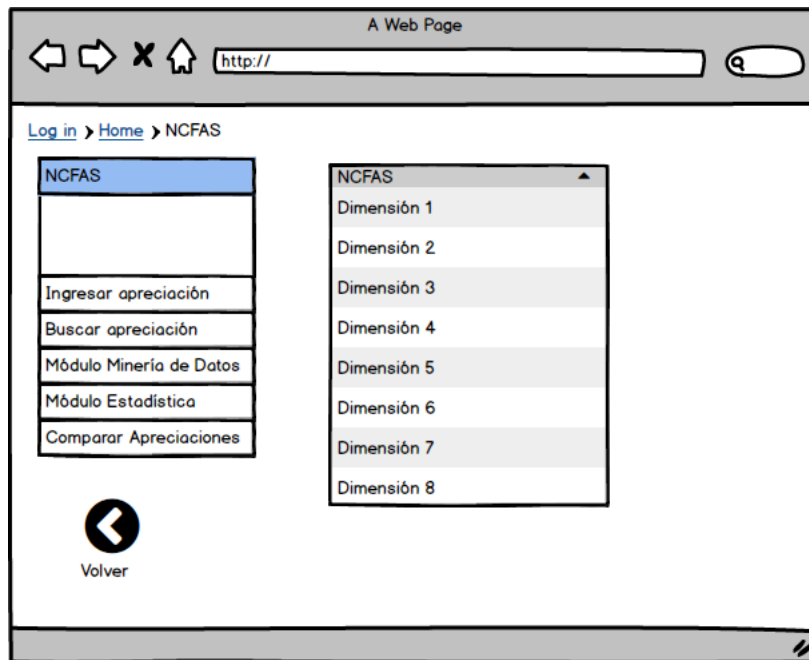 A Web Page
http://
Log in > Home > NCFAS
NCFAS
Ingresar apreciación
Buscar apreciación
Módulo Minería de Datos
Módulo Estadística
Comparar Apreciaciones
Volver
NCFAS
Dimensión 1
Dimensión 2
Dimensión 3
Dimensión 4
Dimensión 5
Dimensión 6
Dimensión 7
Dimensión 8